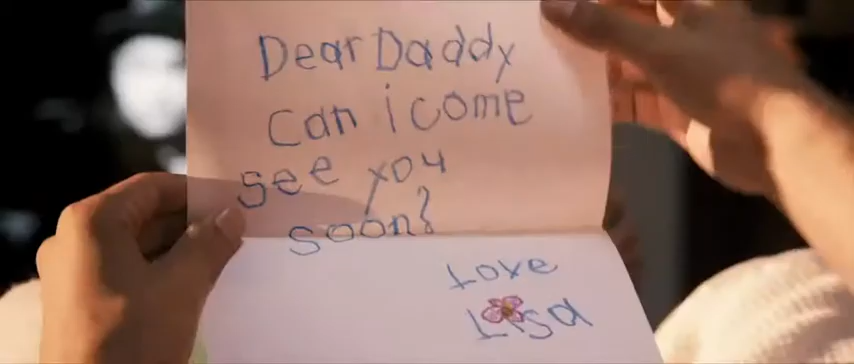 Dear Daddy
Can i come
see you
soon?
Love
Lisa